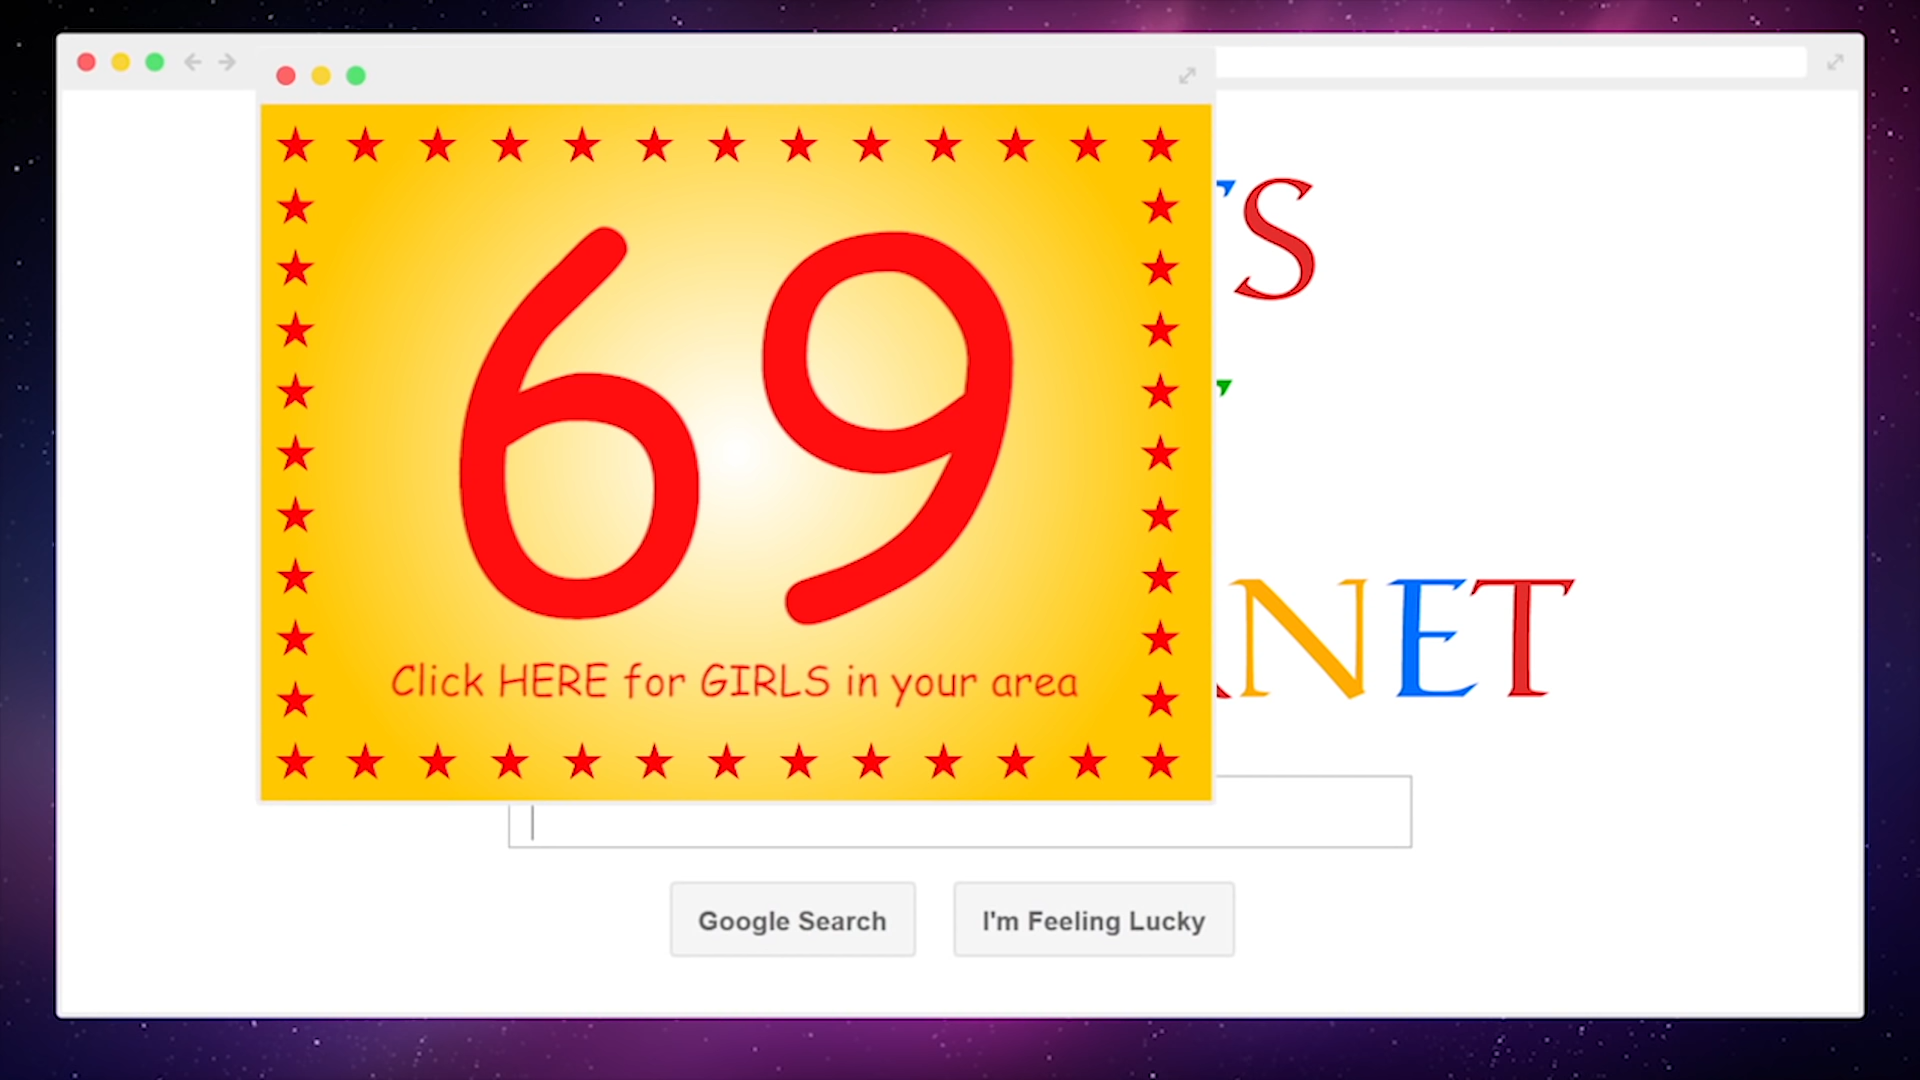 69
Click HERE for GIRLS in your area
S
NET
Google Search
I'm Feeling Lucky